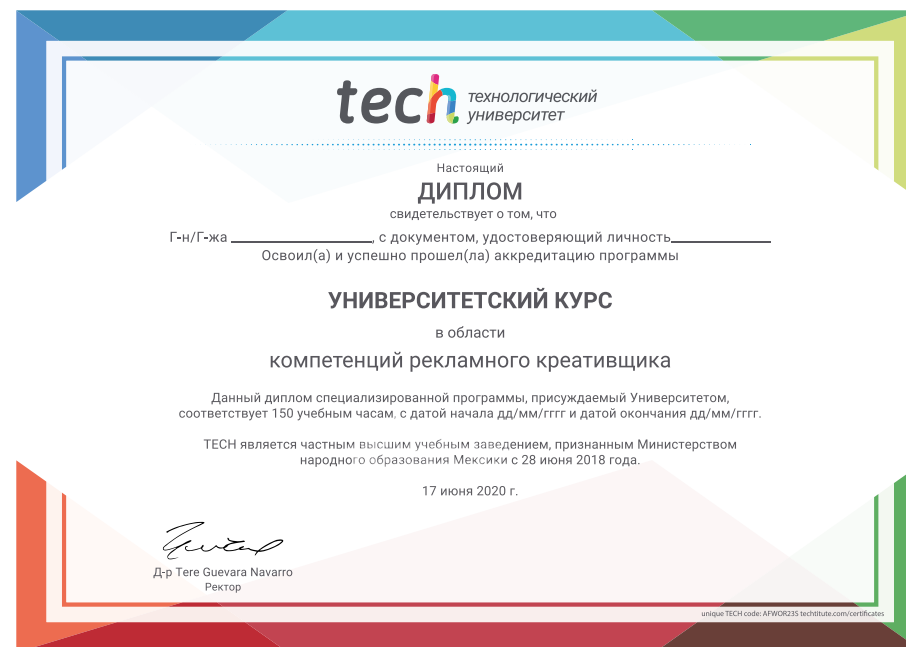 tech технологический
университет
Настоящий
ДИПЛОМ
свидетельствует о том, что
Г-н/Г-жа ____________________, с документом, удостоверяющий личность______________
Освоил(а) и успешно прошел(ла) аккредитацию программы
УНИВЕРСИТЕТСКИЙ КУРС
в области
компетенций рекламного креативщика
Данный диплом специализированной программы, присуждаемый Университетом,
соответствует 150 учебным часам, с датой начала дд/мм/гггг и датой окончания дд/мм/гггг.
TECH является частным высшим учебным заведением, признанным Министерством
народного образования Мексики с 28 июня 2018 года.
17 июня 2020 г.
Д-р Tere Guevara Navarro
Ректор
unique TECH code: AFWOR23S techtitute.com/certificates